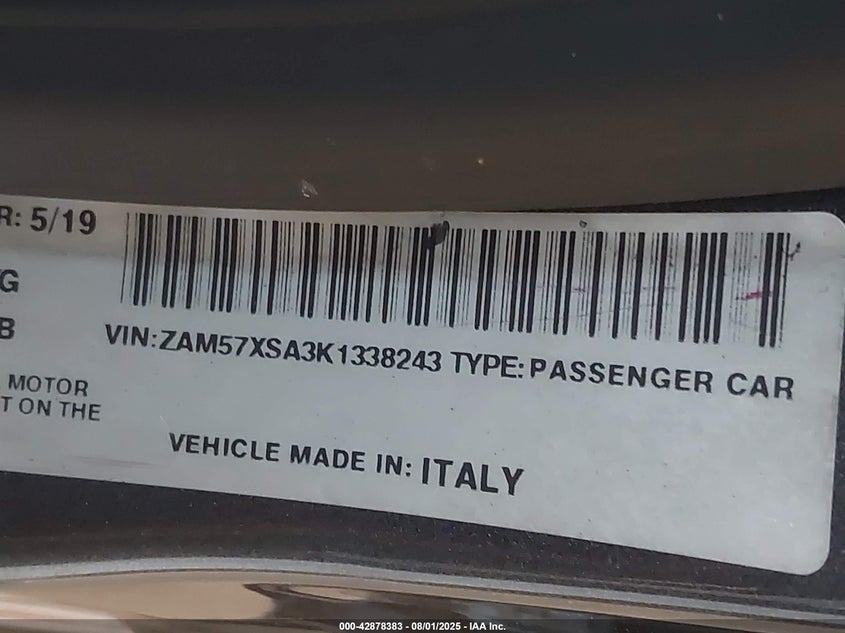 R: 5/19
G
B
VIN:ZAM57XSA3K1338243 TYPE:PASSENGER CAR
MOTOR
T ON THE
VEHICLE MADE IN: ITALY
000-42878383 - 08/01/2025 - IAA Inc.